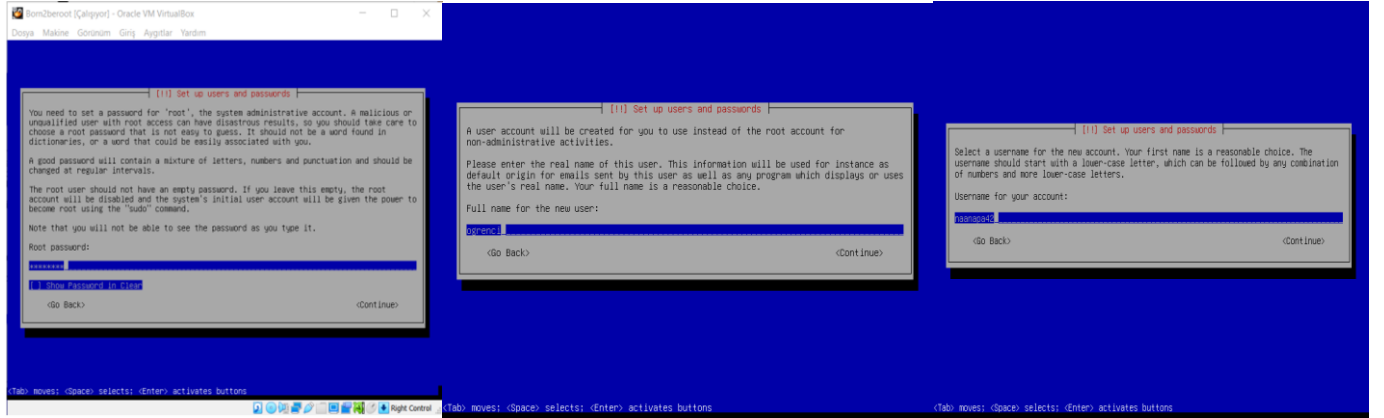 Born2beroot [Çalışıyor] - Oracle VM VirtualBox
Dosya Makine Görünüm Giriş Aygıtlar Yardım
[!!] Set up users and passwords
You need to set a password for 'root', the system administrative account. A malicious or
unqualified user with root access can have disastrous results, so you should take care to
choose a root password that is not easy to guess. It should not be a word found in
dictionaries, or a word that could be easily associated with you.
A good password will contain a mixture of letters, numbers and punctuation and should be
changed at regular intervals.
The root user should not have an empty password. If you leave this empty, the root
account will be disabled and the system's initial user account will be given the power to
become root using the "sudo" command.
Note that you will not be able to see the password as you type it.
Root password:
********
[ ] Show Password in Clear
<Go Back> <Continue>
<Tab> moves; <Space> selects; <Enter> activates buttons
Right Control
[!!] Set up users and passwords
A user account will be created for you to use instead of the root account for
non-administrative activities.
Please enter the real name of this user. This information will be used for instance as
default origin for emails sent by this user as well as any program which displays or uses
the user's real name. Your full name is a reasonable choice.
Full name for the new user:
ogrenci
<Go Back> <Continue>
<Tab> moves; <Space> selects; <Enter> activates buttons
[!!] Set up users and passwords
Select a username for the new account. Your first name is a reasonable choice. The
username should start with a lower-case letter, which can be followed by any combination
of numbers and more lower-case letters.
Username for your account:
naanapa42
<Go Back> <Continue>
<Tab> moves; <Space> selects; <Enter> activates buttons